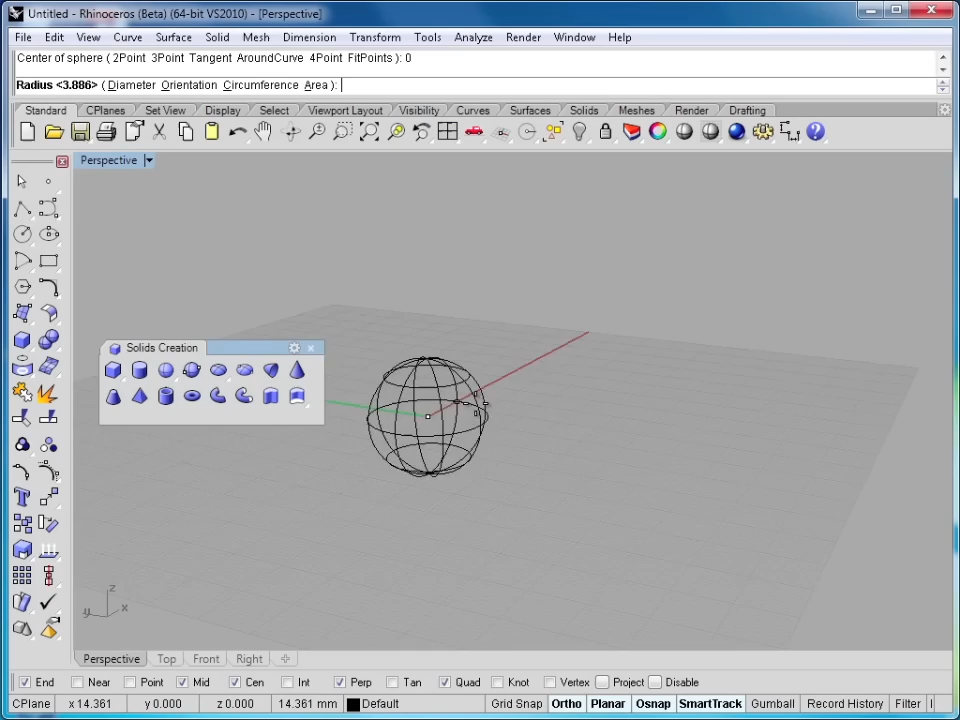 Untitled - Rhinoceros (Beta) (64-bit VS2010) - [Perspective]
File Edit View Curve Surface Solid Mesh Dimension Transform Tools Analyze Render Window Help
Center of sphere ( 2Point 3Point Tangent AroundCurve 4Point FitPoints ): 0
Radius <3.886> ( Diameter Orientation Circumference Area ):
Standard CPlanes Set View Display Select Viewport Layout Visibility Curves Surfaces Solids Meshes Render Drafting
Perspective
Solids Creation
z
y x
Perspective Top Front Right
End Near Point Mid Cen Int Perp Tan Quad Knot Vertex Project Disable
CPlane x 14.361 y 0.000 z 0.000 14.361 mm Default Grid Snap Ortho Planar Osnap SmartTrack Gumball Record History Filter